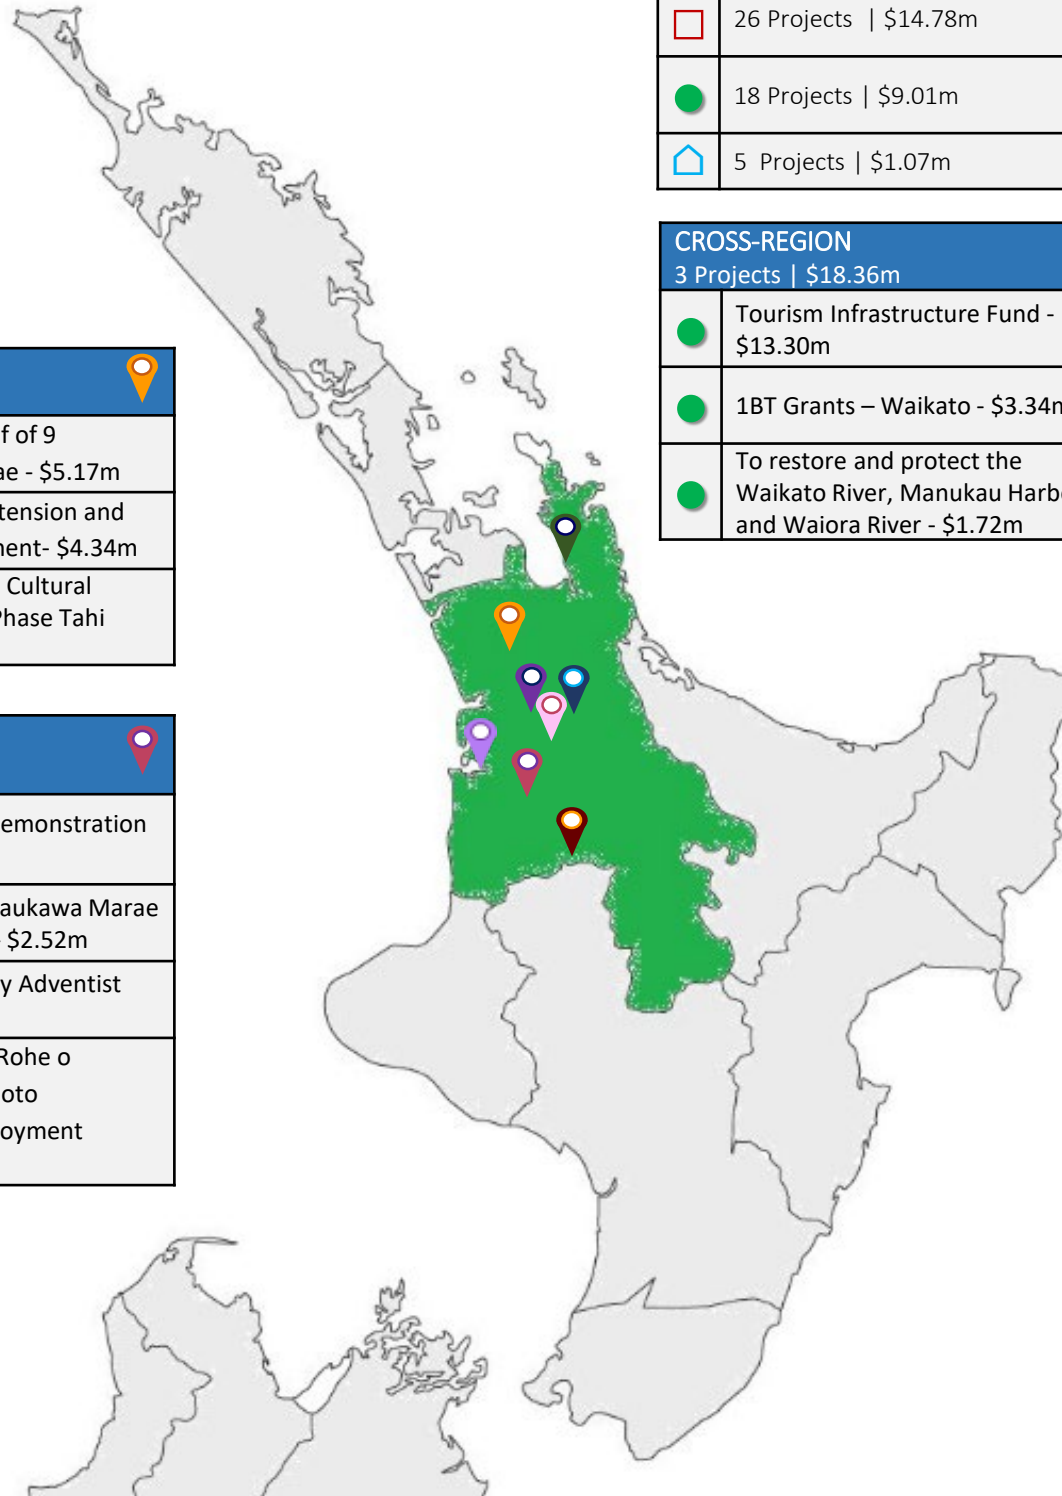 26 Projects | $14.78m
18 Projects | $9.01m
5 Projects | $1.07m
CROSS-REGION
3 Projects | $18.36m
Tourism Infrastructure Fund -
$13.30m
1BT Grants – Waikato - $3.34m
To restore and protect the
Waikato River, Manukau Harbo
and Waiora River - $1.72m
f of 9
ae - $5.17m
tension and
ment- $4.34m
Cultural
Phase Tahi
emonstration
aukawa Marae
- $2.52m
y Adventist
Rohe o
oto
oyment